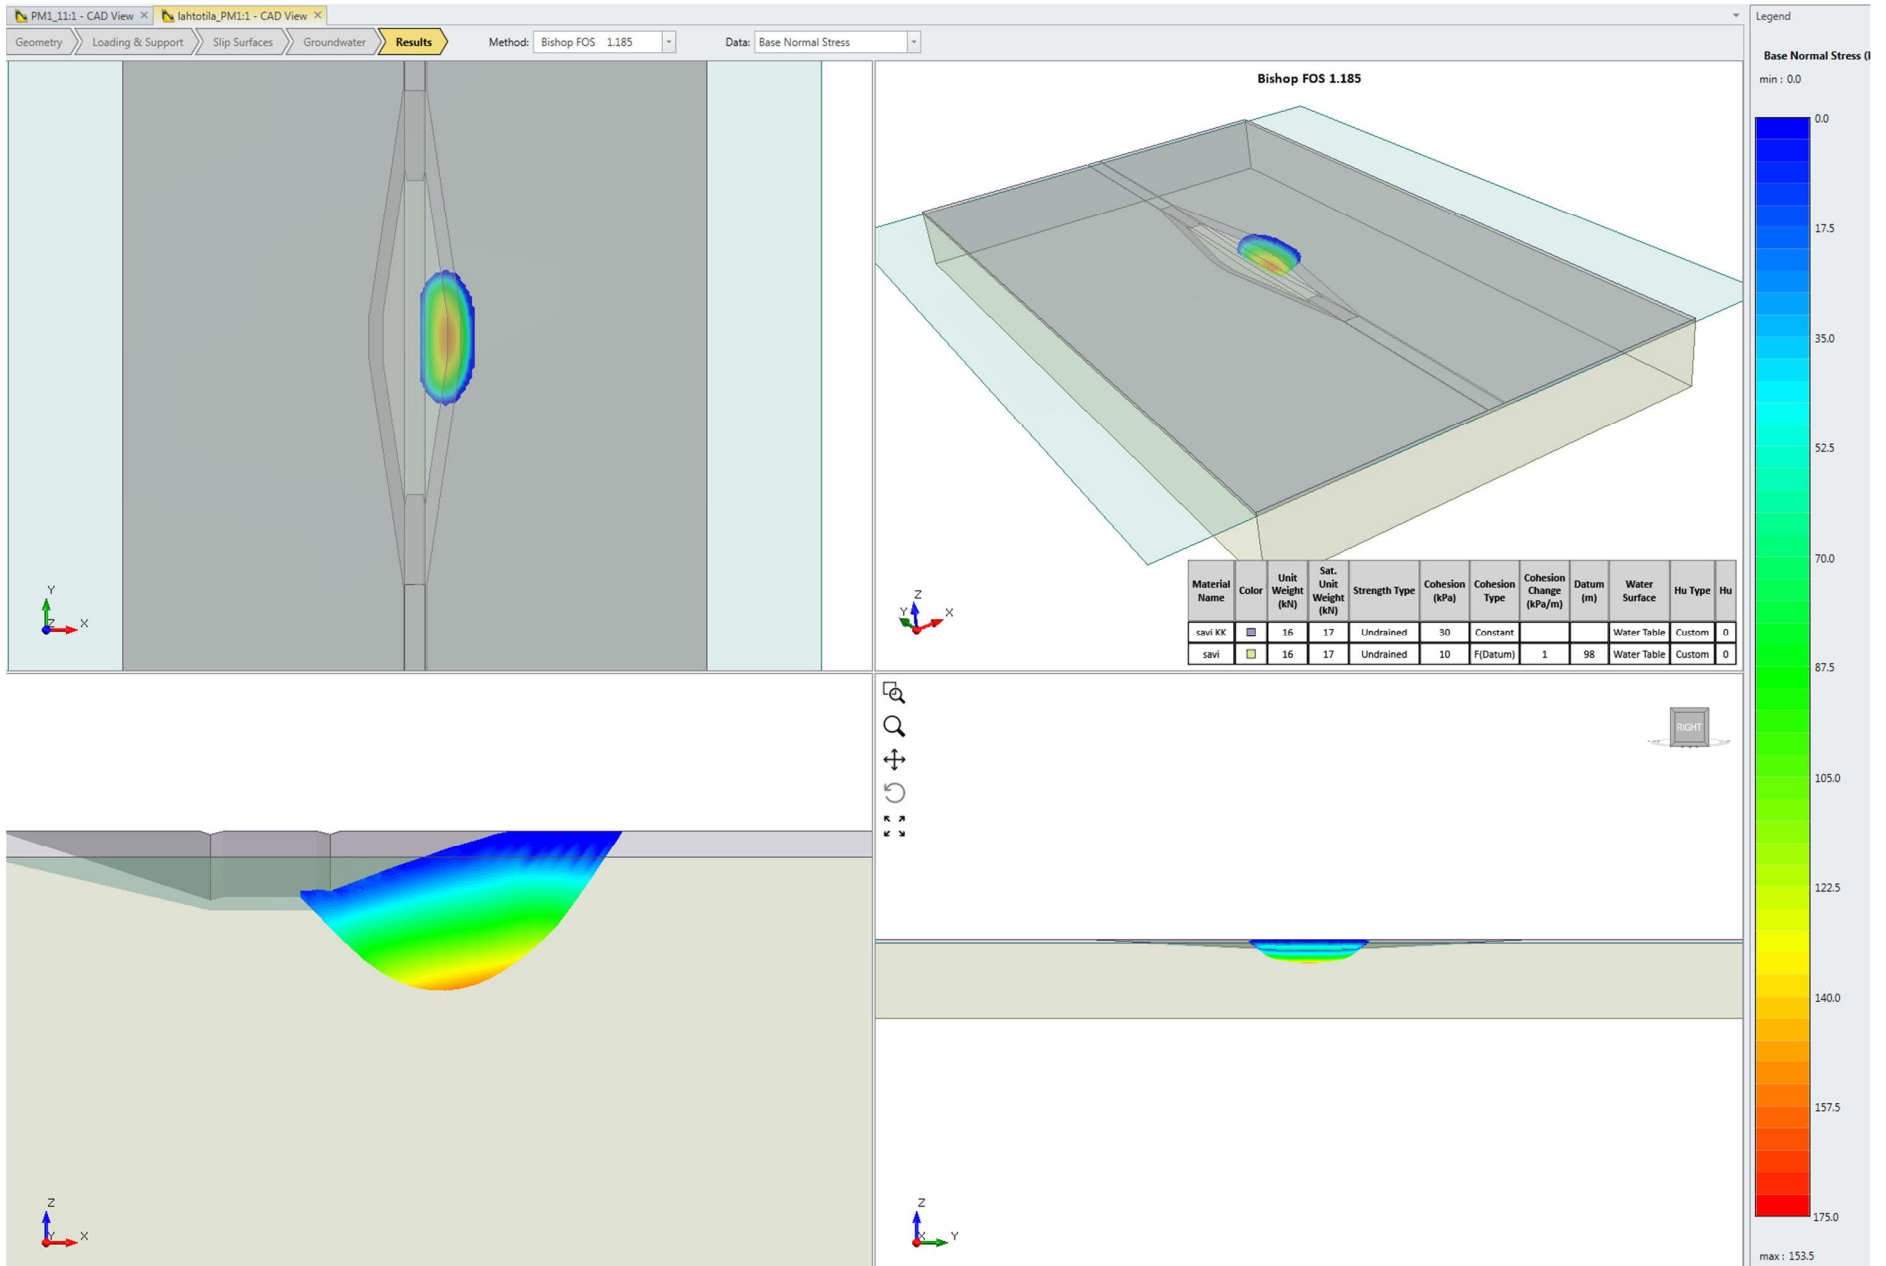 PM1_11:1 - CAD View
lahtotila_PM1:1 - CAD View
Geometry
Loading & Support
Slip Surfaces
Groundwater
Results
Method: Bishop FOS 1.185
Data: Base Normal Stress
Bishop FOS 1.185
Y
Z X
Z
Y X
Material Name Color Unit Weight (kN) Sat. Unit Weight (kN) Strength Type Cohesion (kPa) Cohesion Type Cohesion Change (kPa/m) Datum (m) Water Surface Hu Type Hu
savi KK 16 17 Undrained 30 Constant Water Table Custom 0
savi 16 17 Undrained 10 F(Datum) 1 98 Water Table Custom 0
RIGHT
Z
Y X
Z
X Y
Legend
Base Normal Stress (
min : 0.0
0.0
17.5
35.0
52.5
70.0
87.5
105.0
122.5
140.0
157.5
175.0
max : 153.5